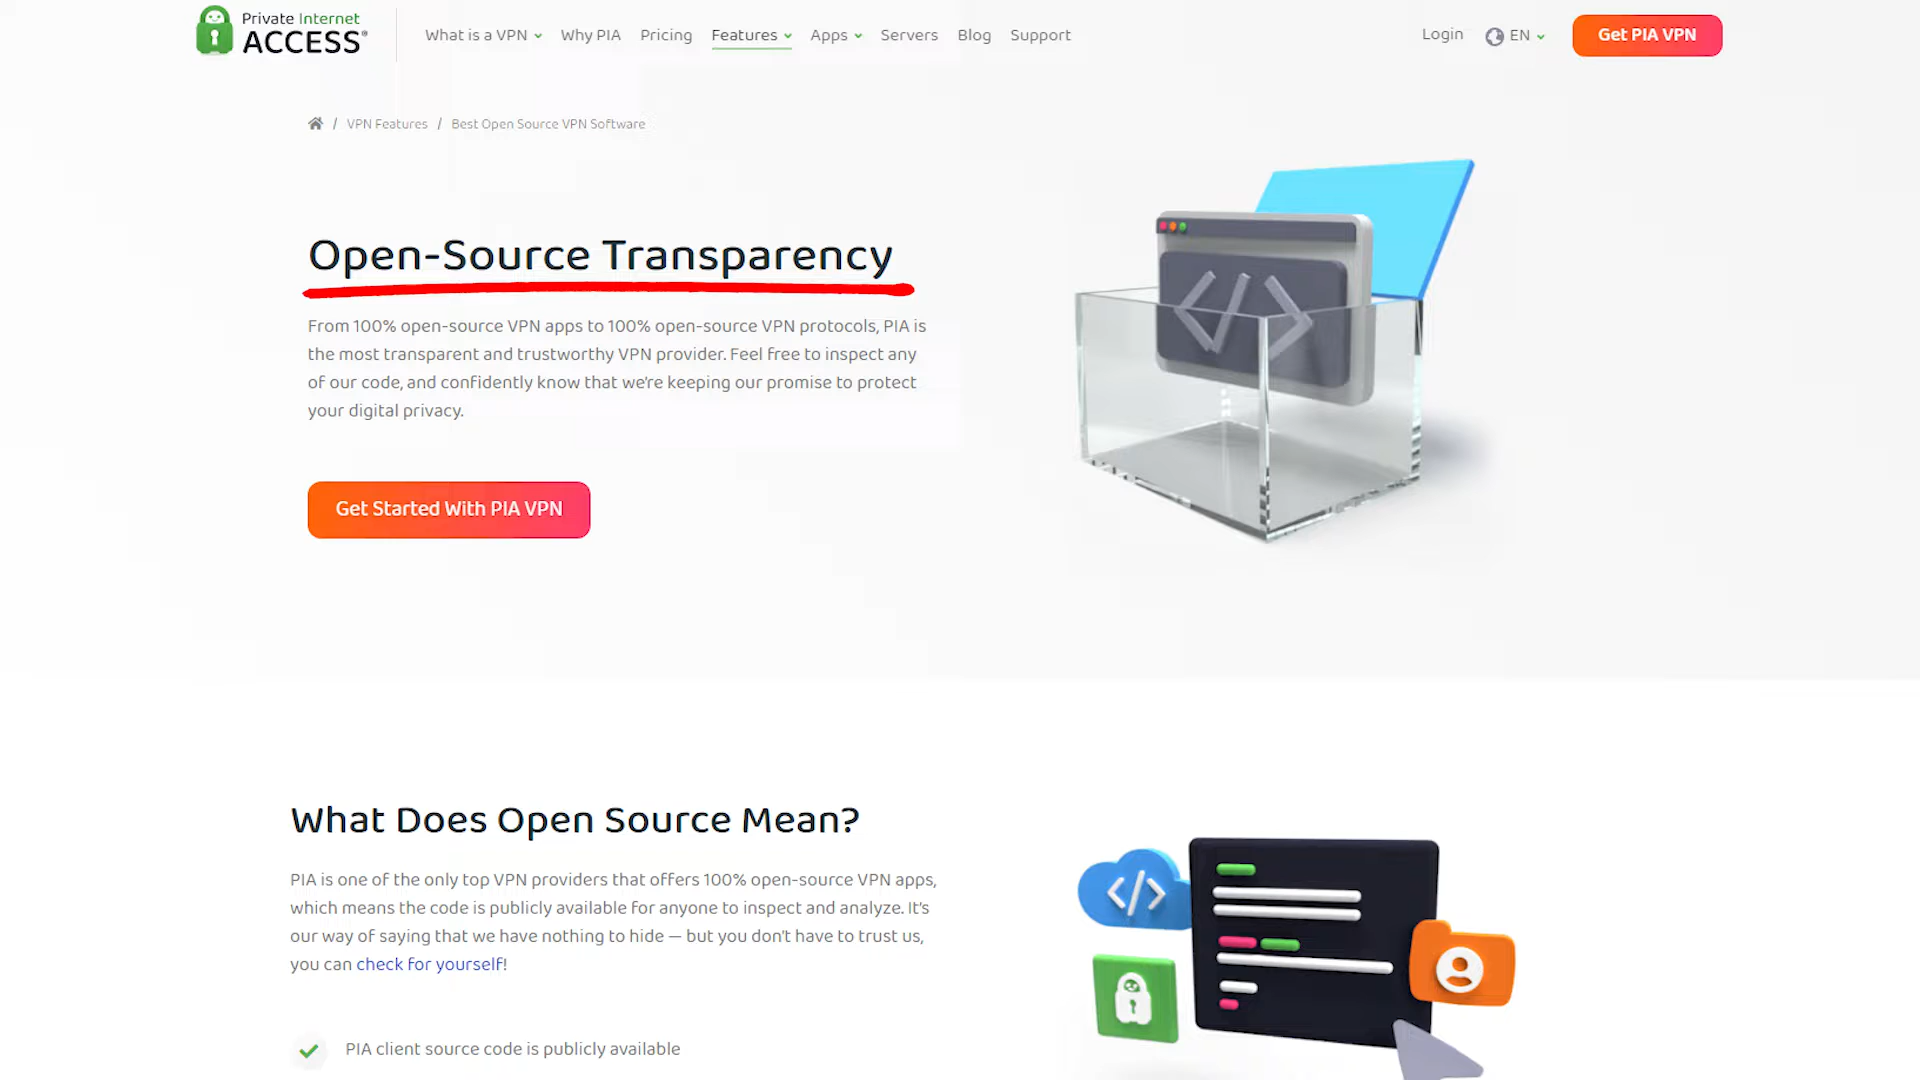 Private Internet
ACCESS®
What is a VPN
Why PIA
Pricing
Features
Apps
Servers
Blog
Support
Login
EN
Get PIA VPN
/ VPN Features / Best Open Source VPN Software
Open-Source Transparency
From 100% open-source VPN apps to 100% open-source VPN protocols, PIA is
the most transparent and trustworthy VPN provider. Feel free to inspect any
of our code, and confidently know that we're keeping our promise to protect
your digital privacy.
Get Started With PIA VPN
</>
What Does Open Source Mean?
PIA is one of the only top VPN providers that offers 100% open-source VPN apps,
which means the code is publicly available for anyone to inspect and analyze. It's
our way of saying that we have nothing to hide — but you don't have to trust us,
you can check for yourself!
</>
PIA client source code is publicly available